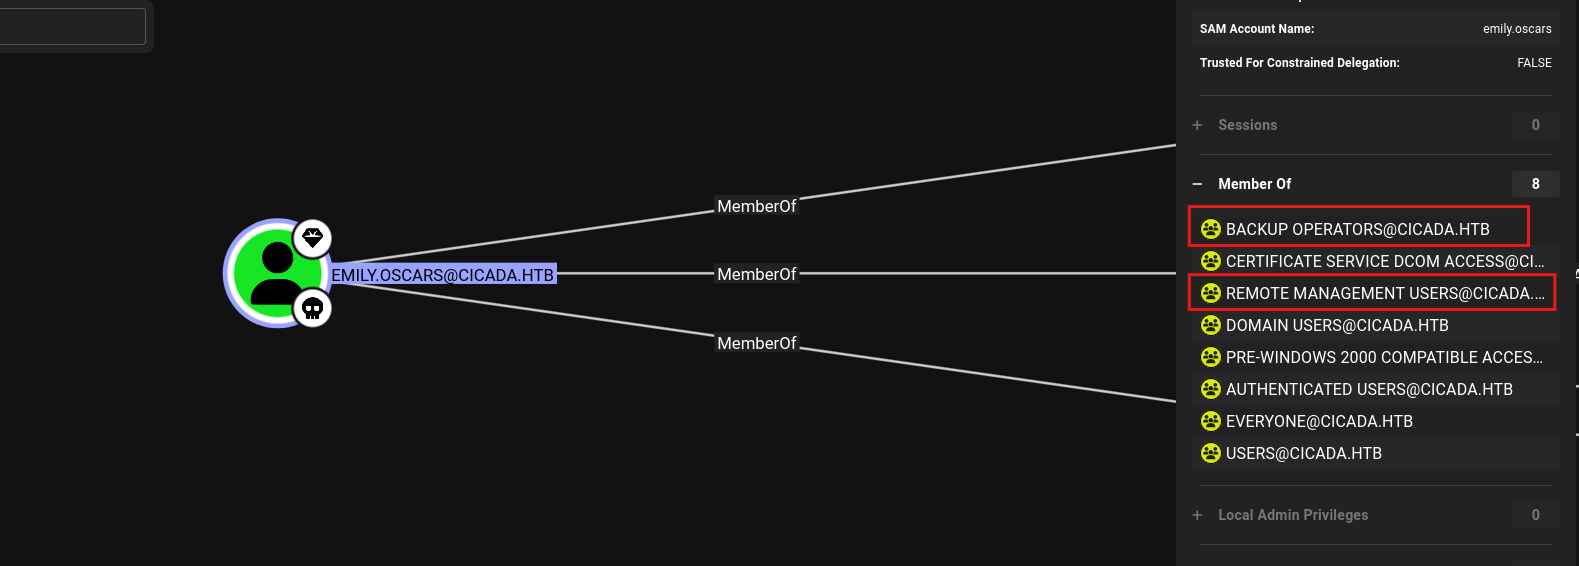 SAM Account Name: emily.oscars
Trusted For Constrained Delegation: FALSE
+ Sessions 0
− Member Of 8
BACKUP OPERATORS@CICADA.HTB
CERTIFICATE SERVICE DCOM ACCESS@CI...
REMOTE MANAGEMENT USERS@CICADA....
DOMAIN USERS@CICADA.HTB
PRE-WINDOWS 2000 COMPATIBLE ACCES...
AUTHENTICATED USERS@CICADA.HTB
EVERYONE@CICADA.HTB
USERS@CICADA.HTB
+ Local Admin Privileges 0
MemberOf
EMILY.OSCARS@CICADA.HTB
MemberOf
MemberOf